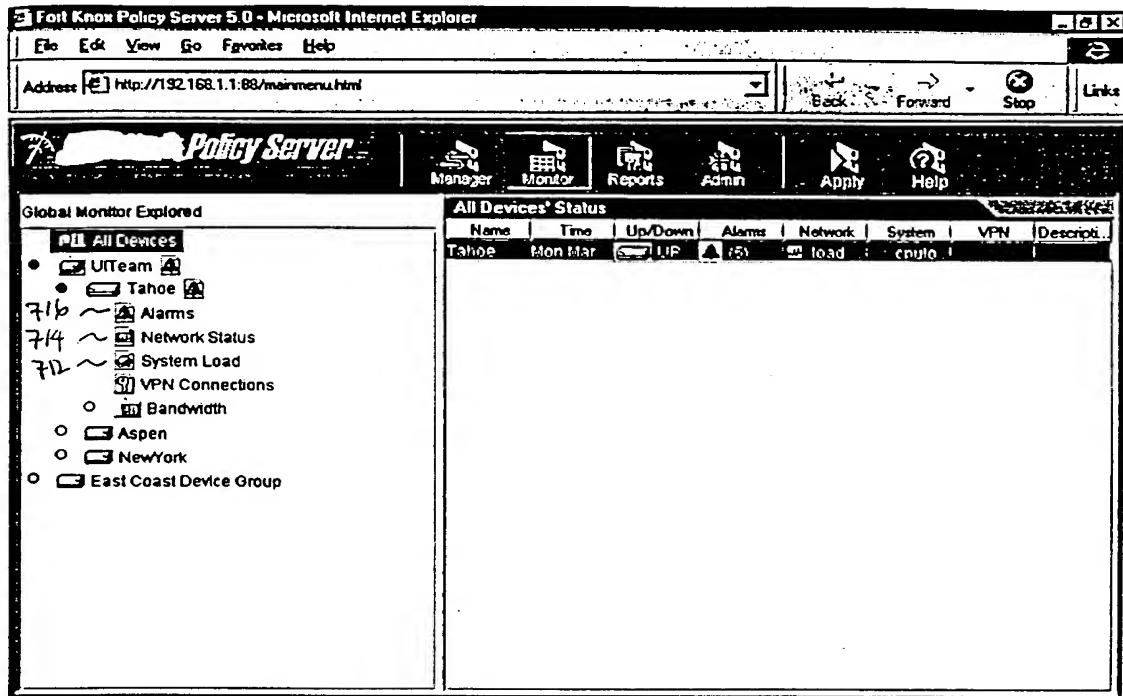 Fort Knox Policy Server 5.0 - Microsoft Internet Explorer
File Edit View Go Favorites Help
Address http://192.168.1.1:88/mainmenu.html
Back Forward Stop Links
Policy Server
Manager Monitor Reports Admin Apply Help
Global Monitor Explored
All Devices
UITeam
Tahoe
716 Alarms
714 Network Status
712 System Load
VPN Connections
Bandwidth
Aspen
NewYork
East Coast Device Group
All Devices' Status
Name Time Up/Down Alarms Network System VPN Descripti...
Tahoe Mon Mar UP (5) load cpulo